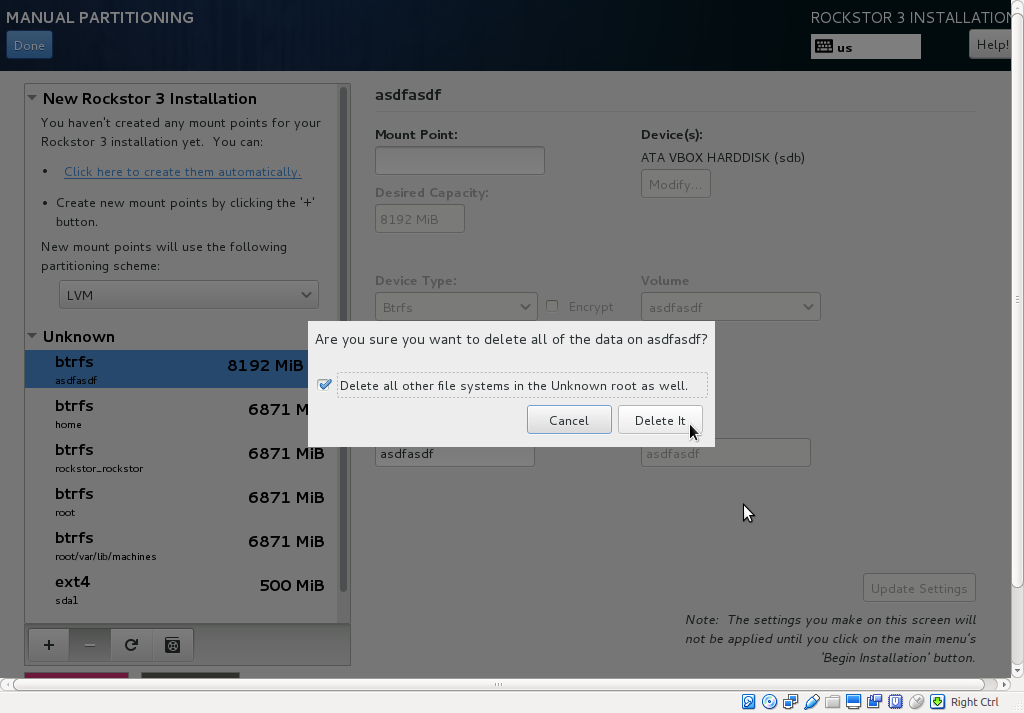 MANUAL PARTITIONING
ROCKSTOR 3 INSTALLATION
Done
us
Help!
New Rockstor 3 Installation
You haven't created any mount points for your
Rockstor 3 installation yet.  You can:
• Click here to create them automatically.
• Create new mount points by clicking the '+'
button.
New mount points will use the following
partitioning scheme:
LVM
Unknown
btrfs 8192 MiB
asdfasdf
btrfs 6871 M
home
btrfs 6871 MiB
rockstor_rockstor
btrfs 6871 MiB
root
btrfs 6871 MiB
root/var/lib/machines
ext4 500 MiB
sda1
+ −
asdfasdf
Mount Point:
Device(s):
ATA VBOX HARDDISK (sdb)
Modify...
Desired Capacity:
8192 MiB
Device Type:
Volume
Btrfs
Encrypt
asdfasdf
Are you sure you want to delete all of the data on asdfasdf?
Delete all other file systems in the Unknown root as well.
Cancel
Delete It
asdfasdf
asdfasdf
Update Settings
Note:  The settings you make on this screen will
not be applied until you click on the main menu's
'Begin Installation' button.
Right Ctrl